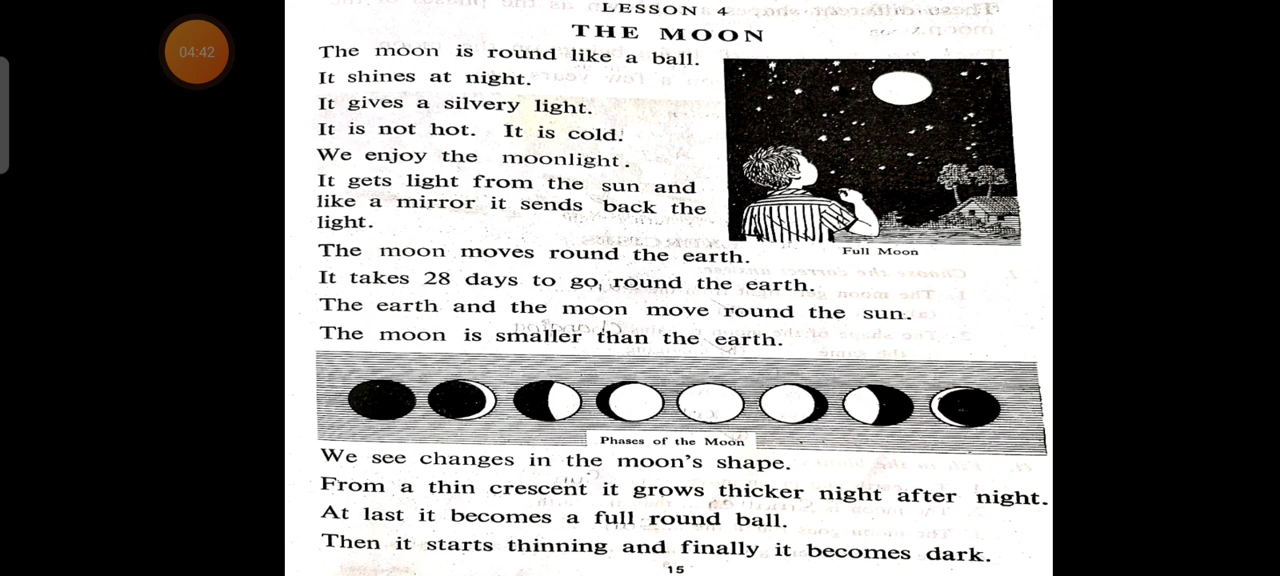 04:42
LESSON 4
THE MOON
The moon is round like a ball.
It shines at night.
It gives a silvery light.
It is not hot. It is cold.
We enjoy the moonlight.
It gets light from the sun and
like a mirror it sends back the
light.
Full Moon
The moon moves round the earth.
It takes 28 days to go round the earth.
The earth and the moon move round the sun.
The moon is smaller than the earth.
Phases of the Moon
We see changes in the moon's shape.
From a thin crescent it grows thicker night after night.
At last it becomes a full round ball.
Then it starts thinning and finally it becomes dark.
15